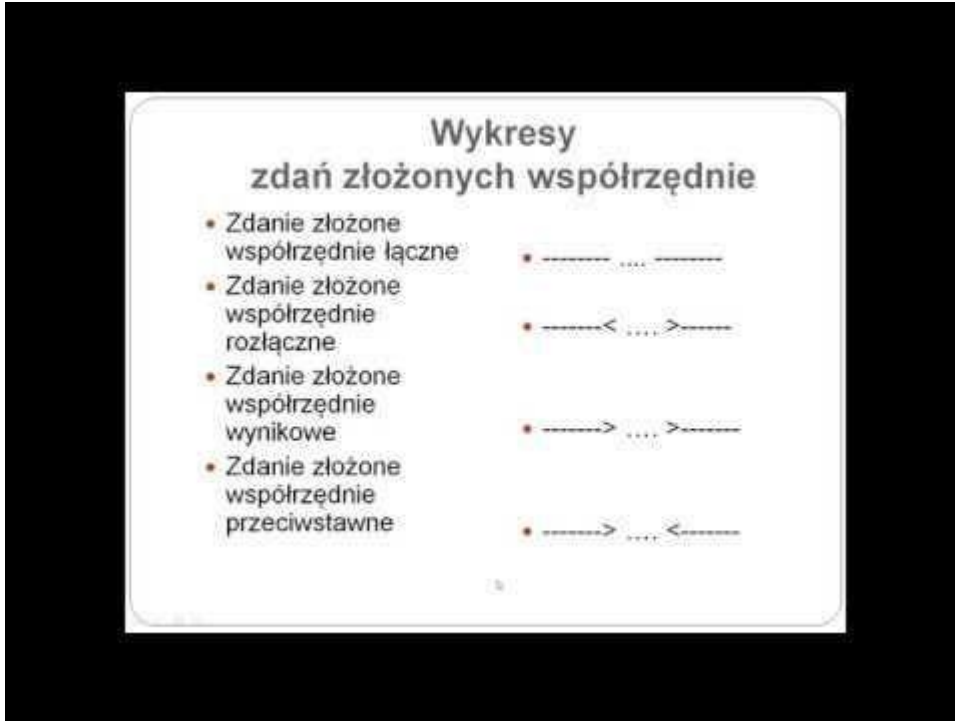 Wykresy
zdań złożonych współrzędnie
• Zdanie złożone
współrzędnie łączne
• -------- .... --------
• Zdanie złożone
współrzędnie
rozłączne
• -------< .... >------
• Zdanie złożone
współrzędnie
wynikowe
• -------> .... >-------
• Zdanie złożone
współrzędnie
przeciwstawne
• -------> .... <-------